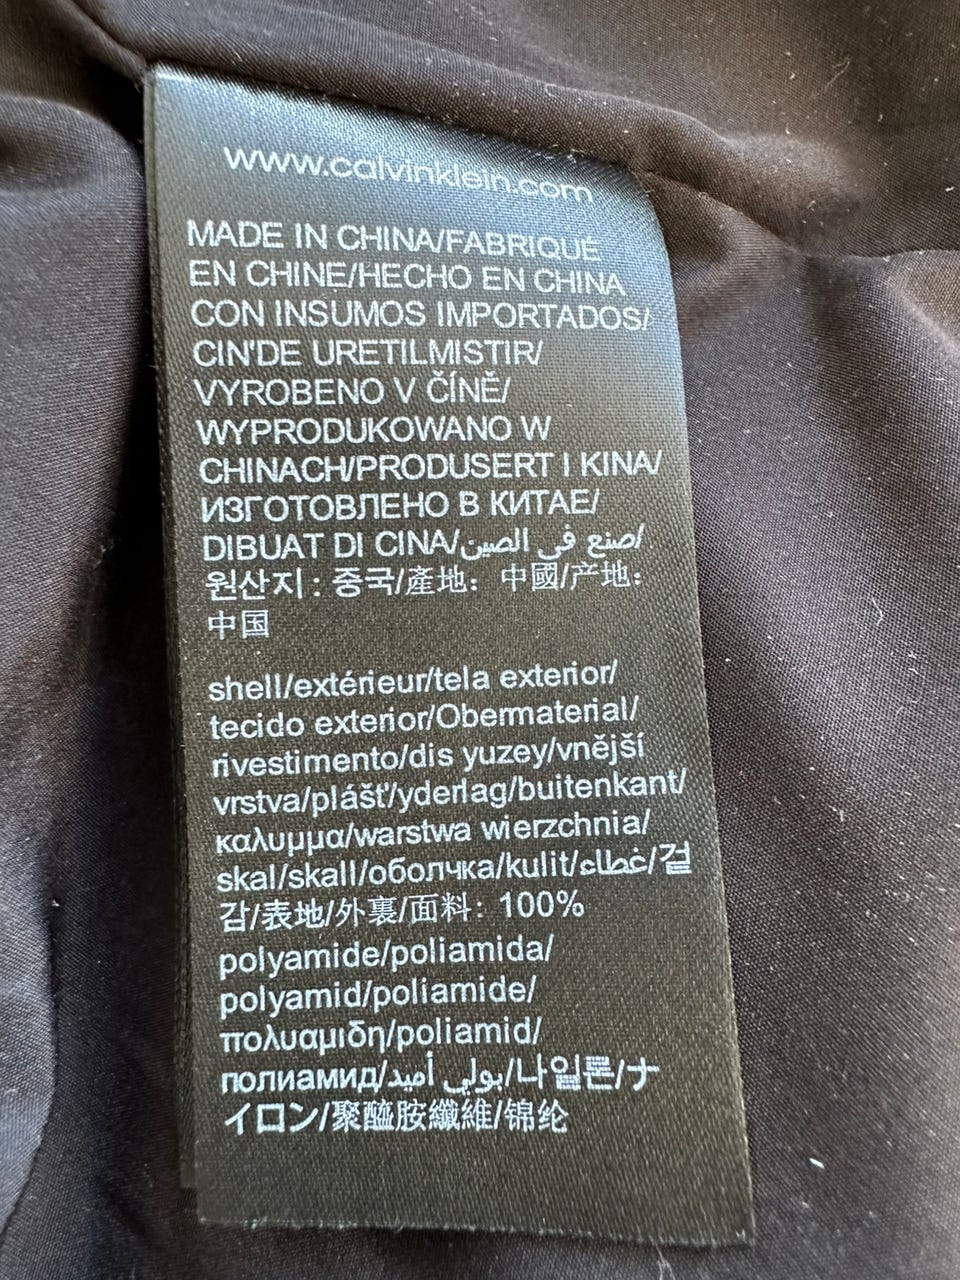 www.calvinklein.com
MADE IN CHINA/FABRIQUÉ
EN CHINE/HECHO EN CHINA
CON INSUMOS IMPORTADOS/
CIN'DE URETILMISTIR/
VYROBENO V ČÍNĚ/
WYPRODUKOWANO W
CHINACH/PRODUSERT I KINA/
ИЗГОТОВЛЕНО В КИТАЕ/
DIBUAT DI CINA/صنع في الصين/
원산지 : 중국/產地：中國/产地：
中国
shell/extérieur/tela exterior/
tecido exterior/Obermaterial/
rivestimento/dis yuzey/vnější
vrstva/plášť/yderlag/buitenkant/
καλυμμα/warstwa wierzchnia/
skal/skall/оболчка/kulit/غطاء/겉
감/表地/外裏/面料: 100%
polyamide/poliamida/
polyamid/poliamide/
πολυαμιδη/poliamid/
полиамид/بولي أميد/나일론/ナ
イロン/聚醯胺纖維/锦纶